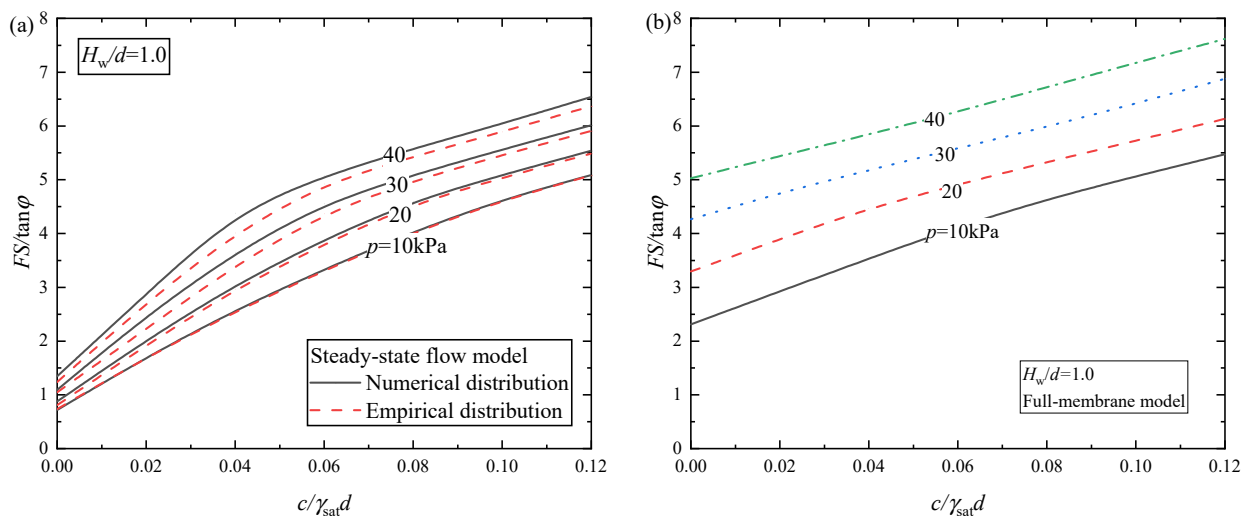 (a)
H_w/d=1.0
8
7
6
5
4
3
2
1
0
FS/tanφ
40
30
20
p=10kPa
Steady-state flow model
Numerical distribution
Empirical distribution
0.00 0.02 0.04 0.06 0.08 0.10 0.12
c/γ_sat d
(b)
8
7
6
5
4
3
2
1
0
FS/tanφ
40
30
20
p=10kPa
H_w/d=1.0
Full-membrane model
0.00 0.02 0.04 0.06 0.08 0.10 0.12
c/γ_sat d